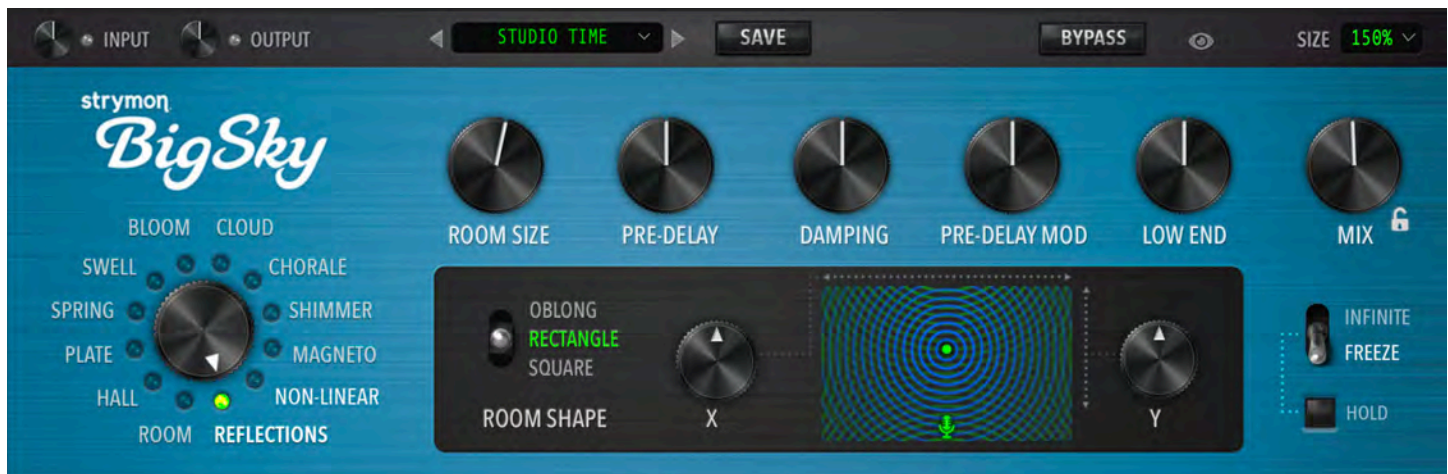 INPUT
OUTPUT
STUDIO TIME
SAVE
BYPASS
SIZE
150%
strymon
BigSky
ROOM SIZE
PRE-DELAY
DAMPING
PRE-DELAY MOD
LOW END
MIX
BLOOM
CLOUD
SWELL
CHORALE
SPRING
SHIMMER
PLATE
MAGNETO
HALL
NON-LINEAR
ROOM
REFLECTIONS
OBLONG
RECTANGLE
SQUARE
ROOM SHAPE
X
Y
INFINITE
FREEZE
HOLD